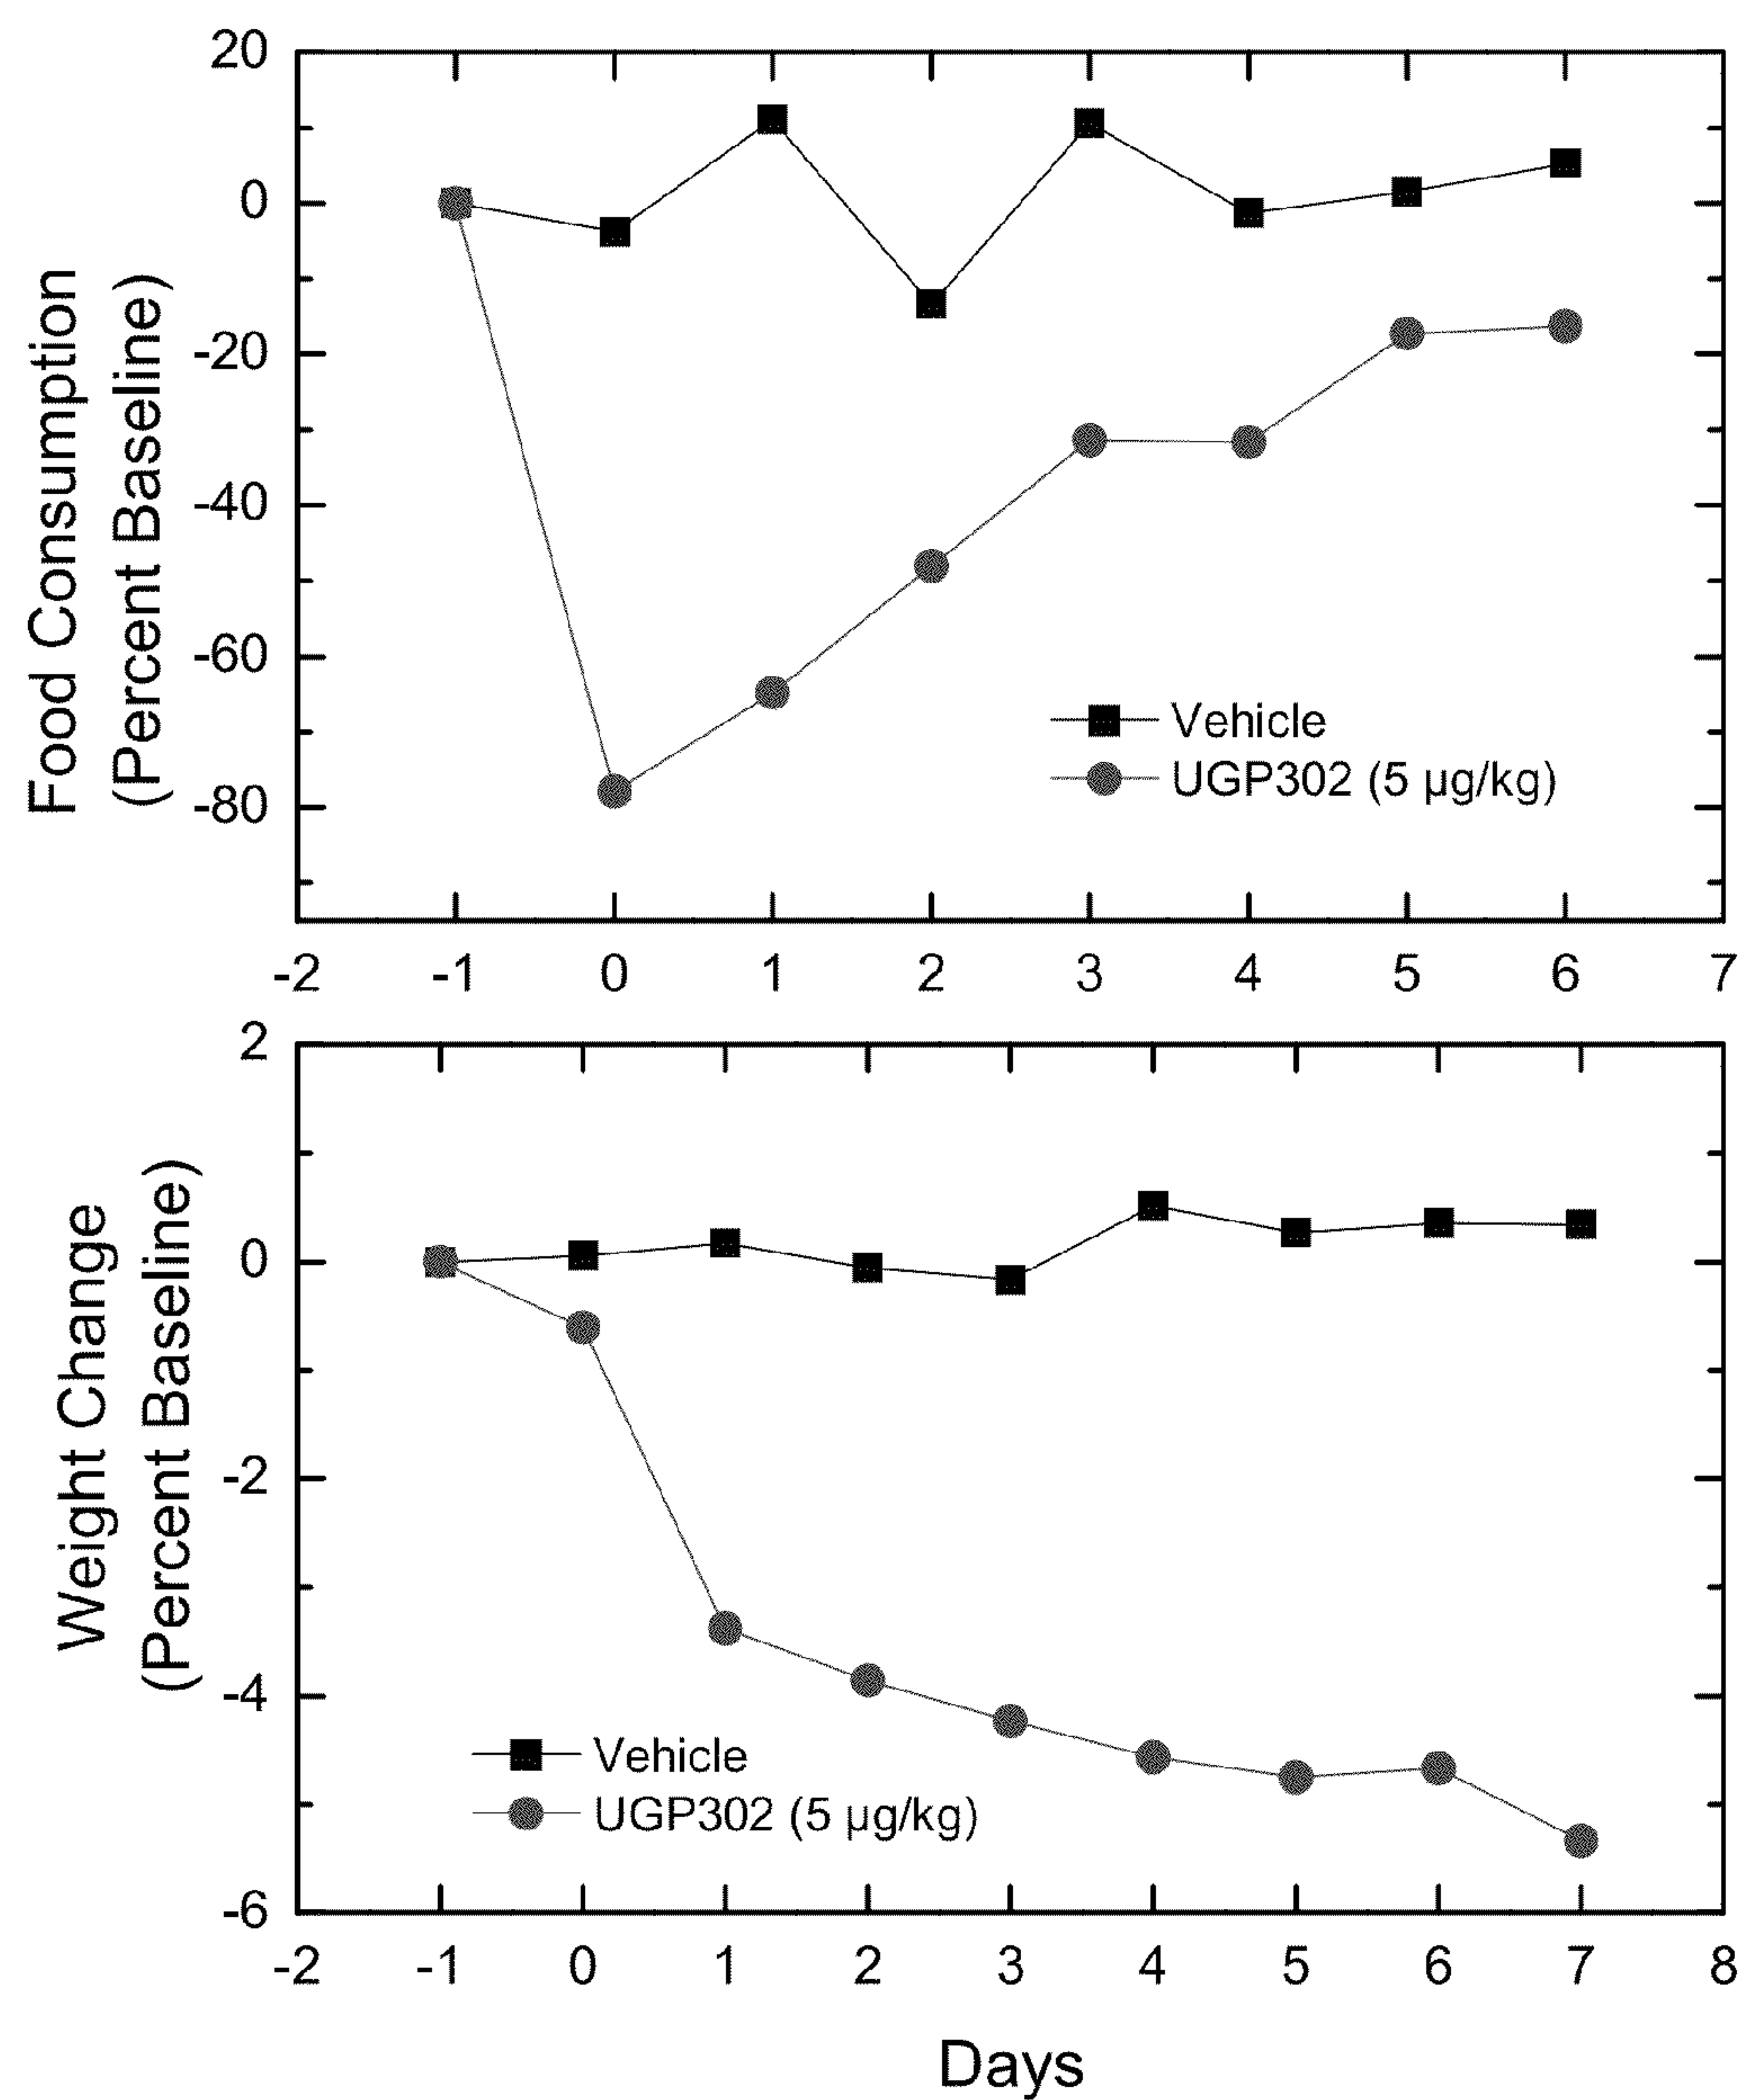 20
0
-20
-40
-60
-80
Food Consumption
(Percent Baseline)
Vehicle
UGP302 (5 µg/kg)
-2 -1 0 1 2 3 4 5 6 7
2
0
-2
-4
-6
Weight Change
(Percent Baseline)
Vehicle
UGP302 (5 µg/kg)
-2 -1 0 1 2 3 4 5 6 7 8
Days